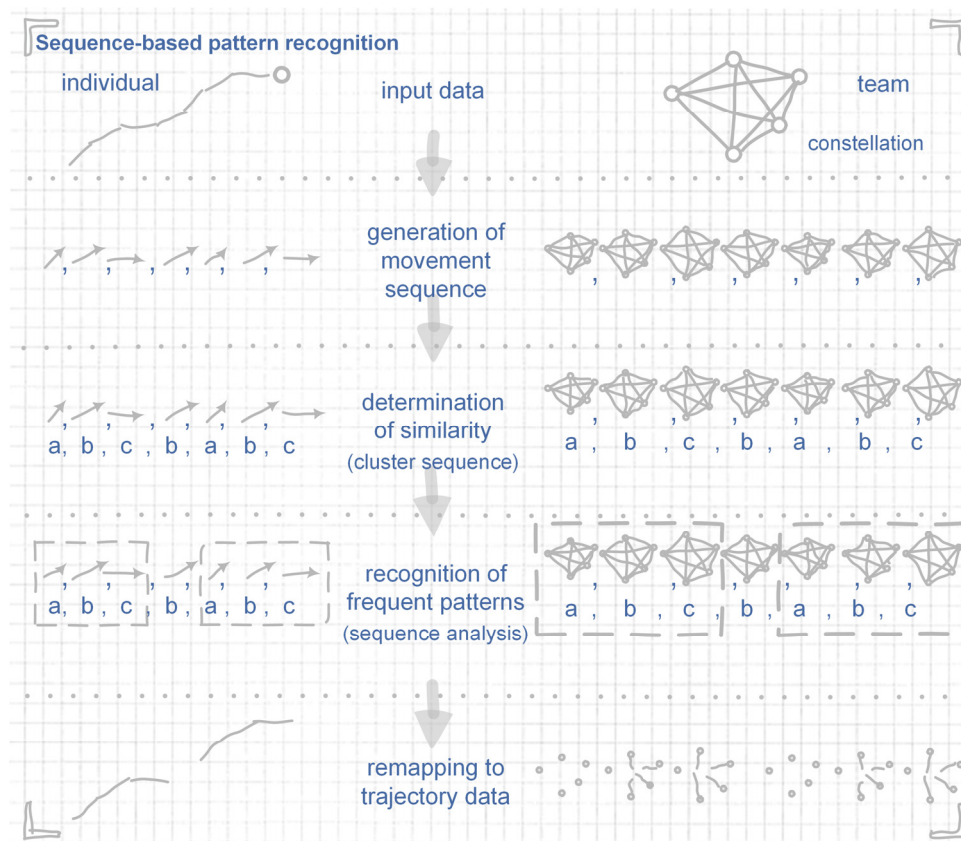 Sequence-based pattern recognition
individual
input data
team
constellation
generation of
movement
sequence
, , , , , ,
, , , , , ,
determination
of similarity
(cluster sequence)
, , , , , ,
a, b , c , b , a , b , c
, , , , , ,
a , b , c , b , a , b , c
recognition of
frequent patterns
(sequence analysis)
, , , , , ,
a, b , c , b , a, b , c
, , , , , ,
a , b , c , b, a , b , c
remapping to
trajectory data